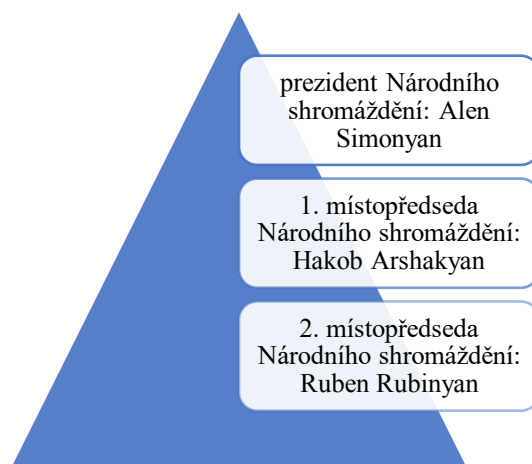 prezident Národního
shromáždění: Alen
Simonyan
1. místopředseda
Národního shromáždění:
Hakob Arshakyan
2. místopředseda
Národního shromáždění:
Ruben Rubinyan